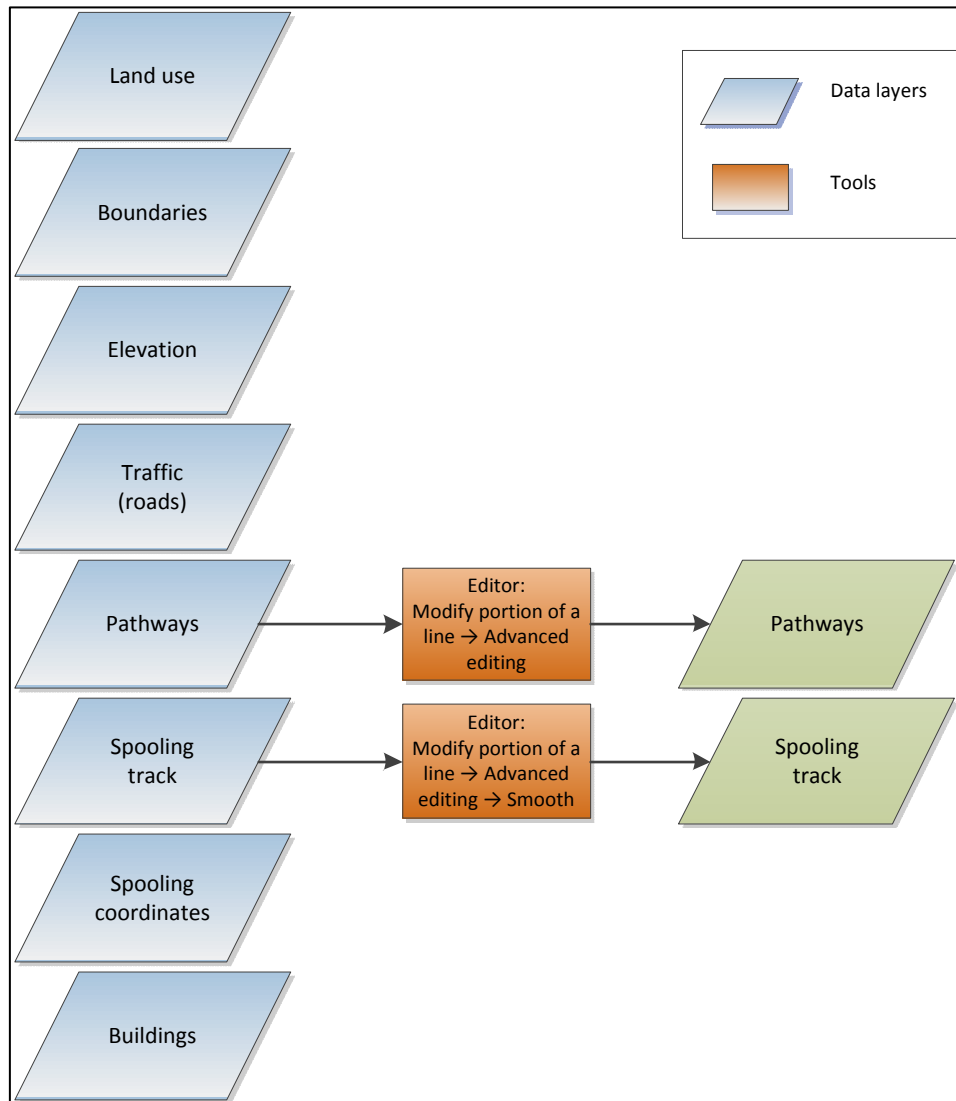 Land use
Data layers
Tools
Boundaries
Elevation
Traffic
(roads)
Pathways
Editor:
Modify portion of a
line → Advanced
editing
Pathways
Spooling
track
Editor:
Modify portion of a
line → Advanced
editing → Smooth
Spooling
track
Spooling
coordinates
Buildings